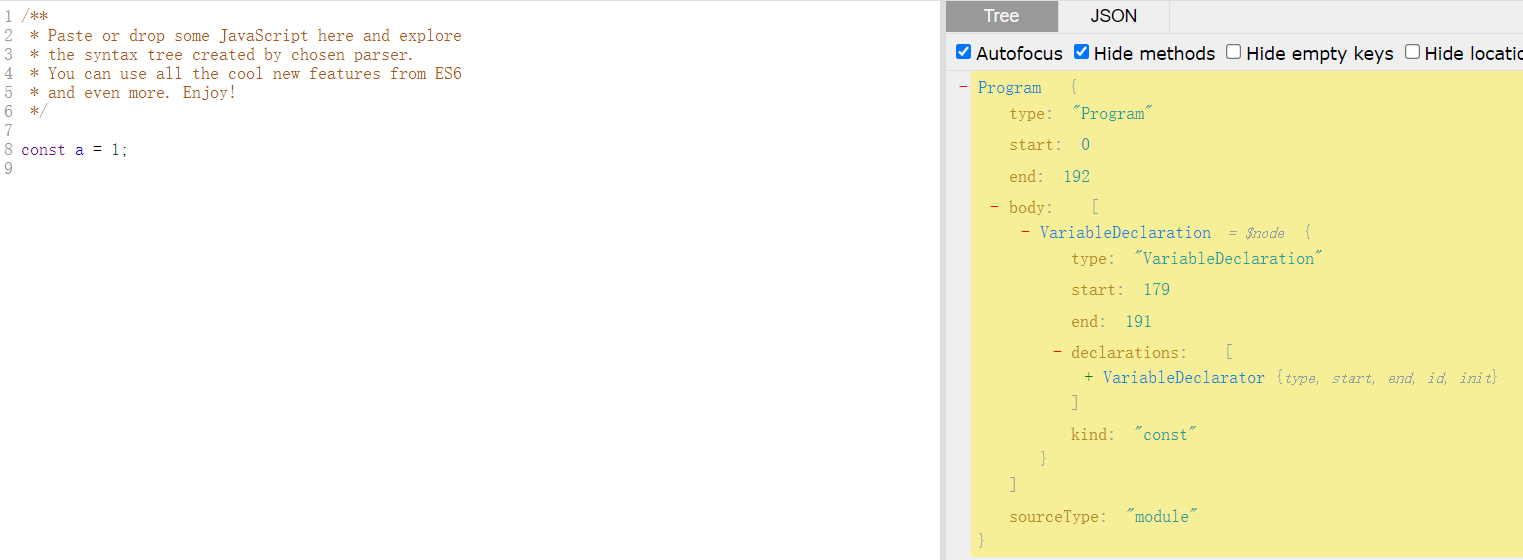 1 /**
2  * Paste or drop some JavaScript here and explore
3  * the syntax tree created by chosen parser.
4  * You can use all the cool new features from ES6
5  * and even more. Enjoy!
6  */
7
8 const a = 1;
9
Tree JSON
Autofocus Hide methods Hide empty keys Hide locatio
- Program {
type: "Program"
start: 0
end: 192
- body: [
- VariableDeclaration = $node {
type: "VariableDeclaration"
start: 179
end: 191
- declarations: [
+ VariableDeclarator {type, start, end, id, init}
]
kind: "const"
}
]
sourceType: "module"
}